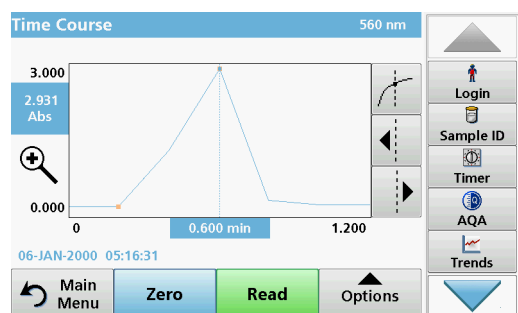 Time Course 560 nm
3.000
2.931
Abs
0.000
0 0.600 min 1.200
06-JAN-2000 05:16:31
Main
Menu
Zero
Read
Options
Login
Sample ID
Timer
AQA
Trends